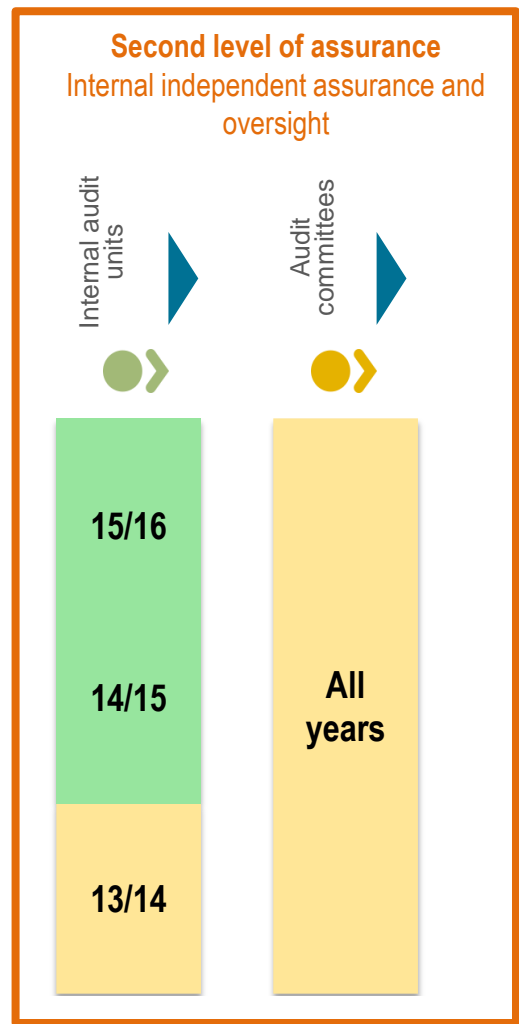 Second level of assurance
Internal independent assurance and
oversight
Internal audit
units
Audit
committees
15/16
14/15
13/14
All
years